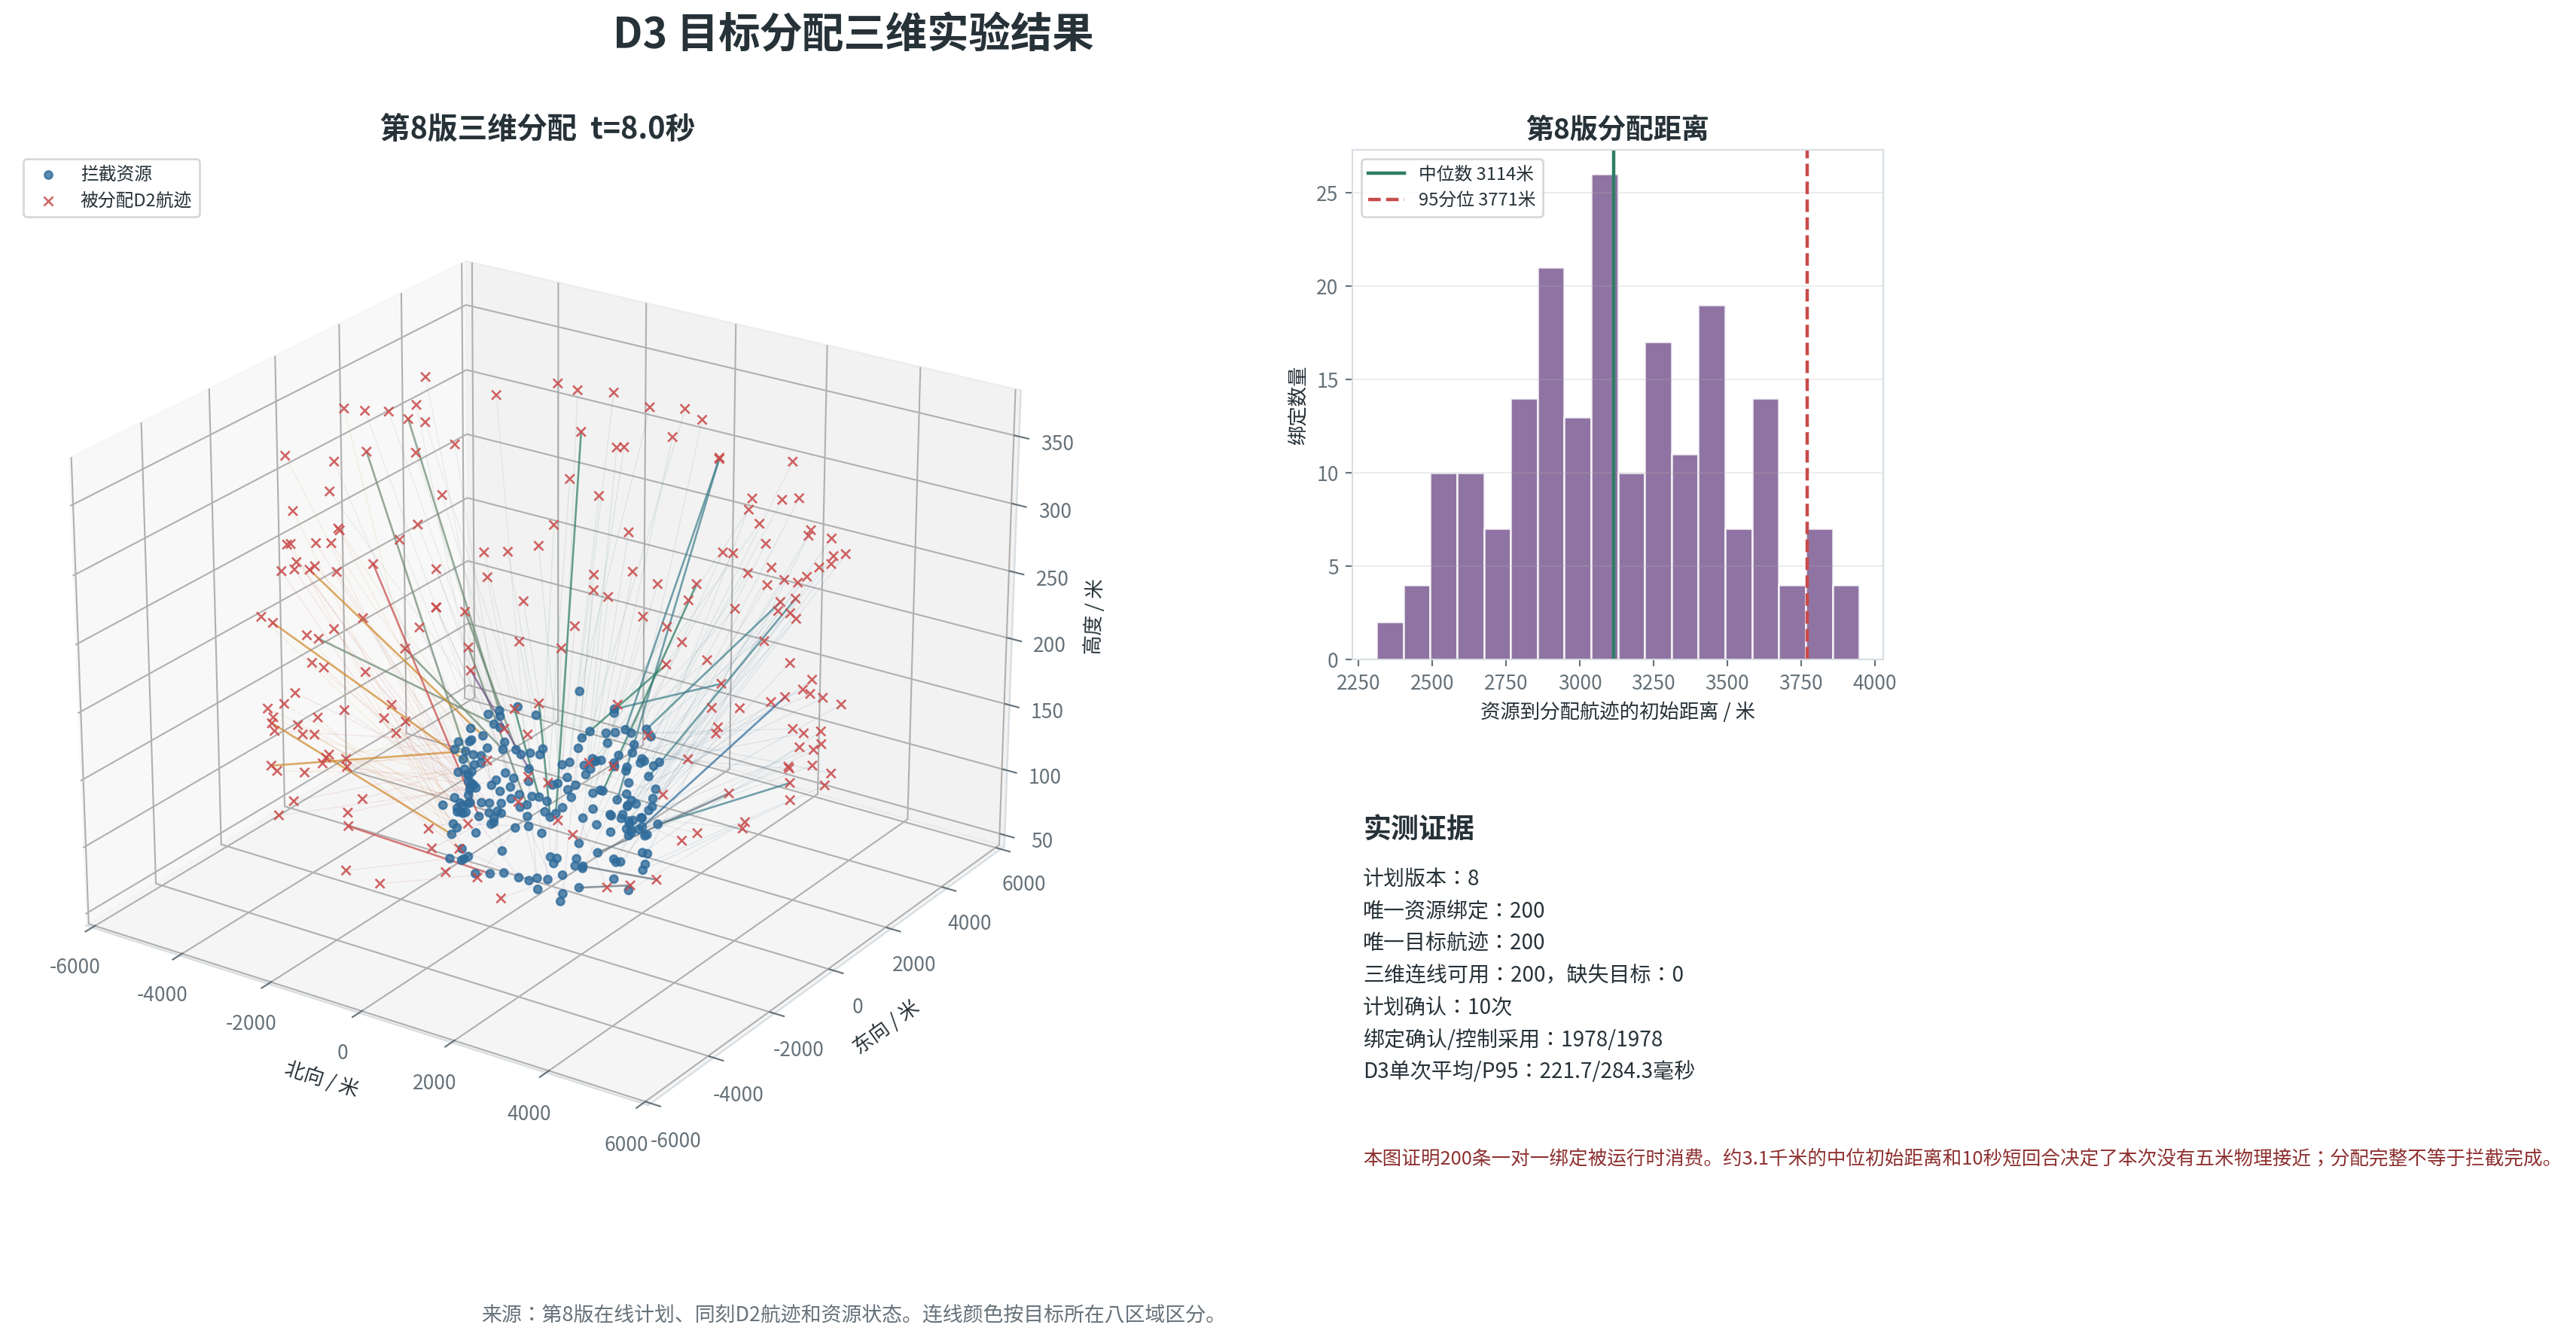 D3 目标分配三维实验结果
第8版三维分配 t=8.0秒
拦截资源
被分配D2航迹
350
300
250
200
150
100
50
高度 / 米
-6000
-4000
-2000
0
2000
4000
6000
北向 / 米
-6000
-4000
-2000
0
2000
4000
6000
东向 / 米
第8版分配距离
中位数 3114米
95分位 3771米
25
20
15
10
5
0
绑定数量
2250
2500
2750
3000
3250
3500
3750
4000
资源到分配航迹的初始距离 / 米
实测证据
计划版本：8
唯一资源绑定：200
唯一目标航迹：200
三维连线可用：200，缺失目标：0
计划确认：10次
绑定确认/控制采用：1978/1978
D3单次平均/P95：221.7/284.3毫秒
本图证明200条一对一绑定被运行时消费。约3.1千米的中位初始距离和10秒短回合决定了本次没有五米物理接近；分配完整不等于拦截完成。
来源：第8版在线计划、同刻D2航迹和资源状态。连线颜色按目标所在八区域区分。